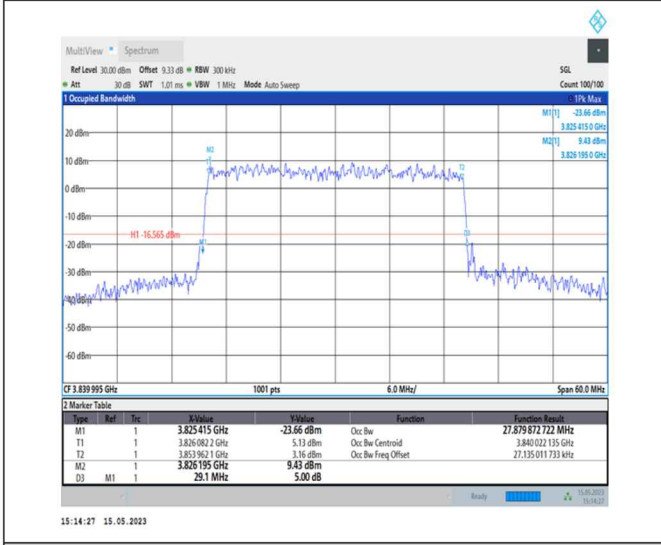 MultiView Spectrum
Ref Level 30.00 dBm Offset 9.33 dB RBW 300 kHz SGL
Att 30 dB SWT 1.01 ms VBW 1 MHz Mode Auto Sweep Count 100/100
1 Occupied Bandwidth 1Pk Max
M1[1] -23.66 dBm
3.825 415 0 GHz
20 dBm M2[1] 9.43 dBm
3.826 195 0 GHz
M2
10 dBm
T1 T2
0 dBm
-10 dBm
H1 -16.565 dBm
D3
M1
-20 dBm
-30 dBm
-40 dBm
-50 dBm
-60 dBm
CF 3.839 995 GHz 1001 pts 6.0 MHz/ Span 60.0 MHz
2 Marker Table
Type Ref Trc X-Value Y-Value Function Function Result
M1 1 3.825 415 GHz -23.66 dBm Occ Bw 27.879 872 722 MHz
T1 1 3.826 082 2 GHz 5.13 dBm Occ Bw Centroid 3.840 022 135 GHz
T2 1 3.853 962 1 GHz 3.16 dBm Occ Bw Freq Offset 27.135 011 733 kHz
M2 1 3.826 195 GHz 9.43 dBm
D3 M1 1 29.1 MHz 5.00 dB
Ready 15.05.2023
15:14:27
15:14:27 15.05.2023